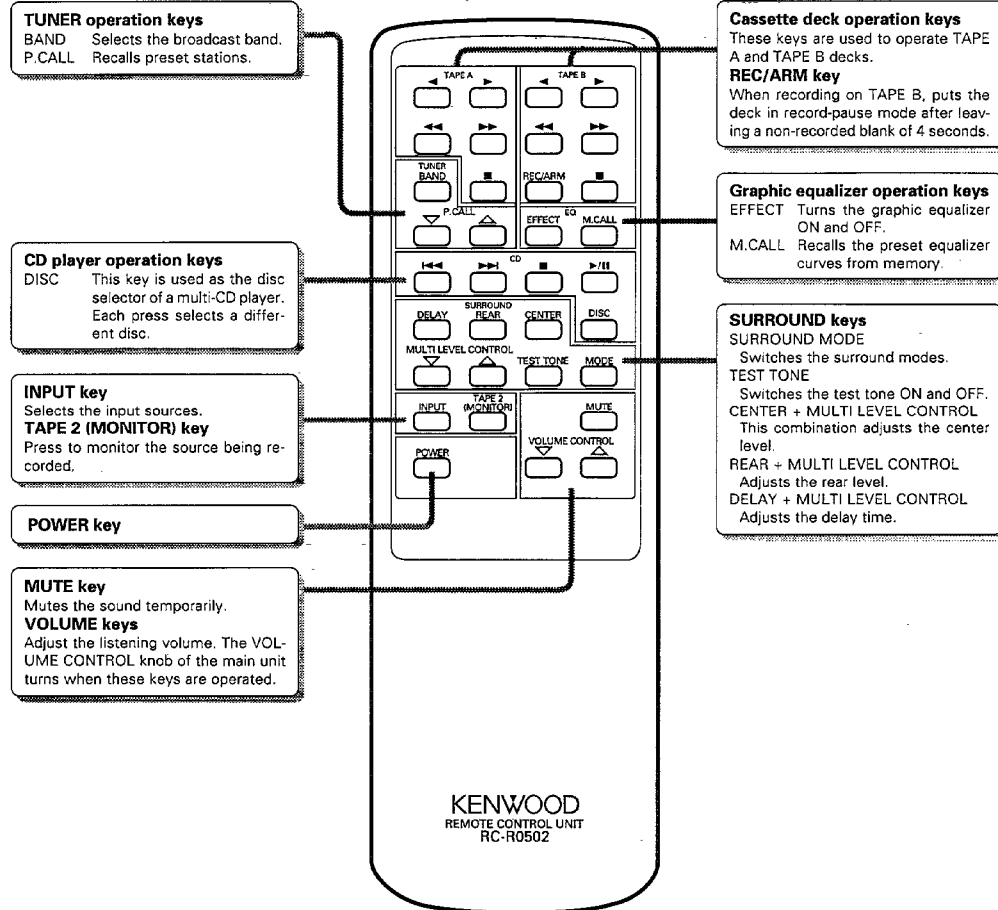 TUNER operation keys
BAND Selects the broadcast band.
P.CALL Recalls preset stations.
CD player operation keys
DISC This key is used as the disc
selector of a multi-CD player.
Each press selects a differ-
ent disc.
INPUT key
Selects the input sources.
TAPE 2 (MONITOR) key
Press to monitor the source being re-
corded.
POWER key
MUTE key
Mutes the sound temporarily.
VOLUME keys
Adjust the listening volume. The VOL-
UME CONTROL knob of the main unit
turns when these keys are operated.
TAPE A TAPE B
◄ ► ◄ ►
◄◄ ►► ◄◄ ►►
TUNER
BAND ■ REC/ARM ■
P.CALL EQ
▽ △ EFFECT M.CALL
CD
|◄◄ ►►| ■ ►/II
SURROUND
DELAY REAR CENTER DISC
MULTI LEVEL CONTROL
▽ △ TEST TONE MODE
INPUT TAPE 2
(MONITOR) MUTE
POWER VOLUME CONTROL
▽ △
KENWOOD
REMOTE CONTROL UNIT
RC-R0502
Cassette deck operation keys
These keys are used to operate TAPE
A and TAPE B decks.
REC/ARM key
When recording on TAPE B, puts the
deck in record-pause mode after leav-
ing a non-recorded blank of 4 seconds.
Graphic equalizer operation keys
EFFECT Turns the graphic equalizer
ON and OFF.
M.CALL Recalls the preset equalizer
curves from memory.
SURROUND keys
SURROUND MODE
Switches the surround modes.
TEST TONE
Switches the test tone ON and OFF.
CENTER + MULTI LEVEL CONTROL
This combination adjusts the center
level.
REAR + MULTI LEVEL CONTROL
Adjusts the rear level.
DELAY + MULTI LEVEL CONTROL
Adjusts the delay time.